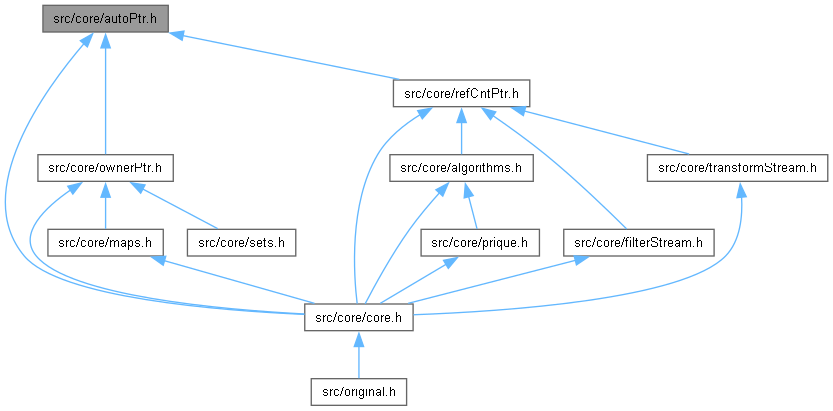 src/core/autoPtr.h
src/core/refCntPtr.h
src/core/ownerPtr.h
src/core/algorithms.h
src/core/transformStream.h
src/core/maps.h
src/core/sets.h
src/core/prique.h
src/core/filterStream.h
src/core/core.h
src/original.h